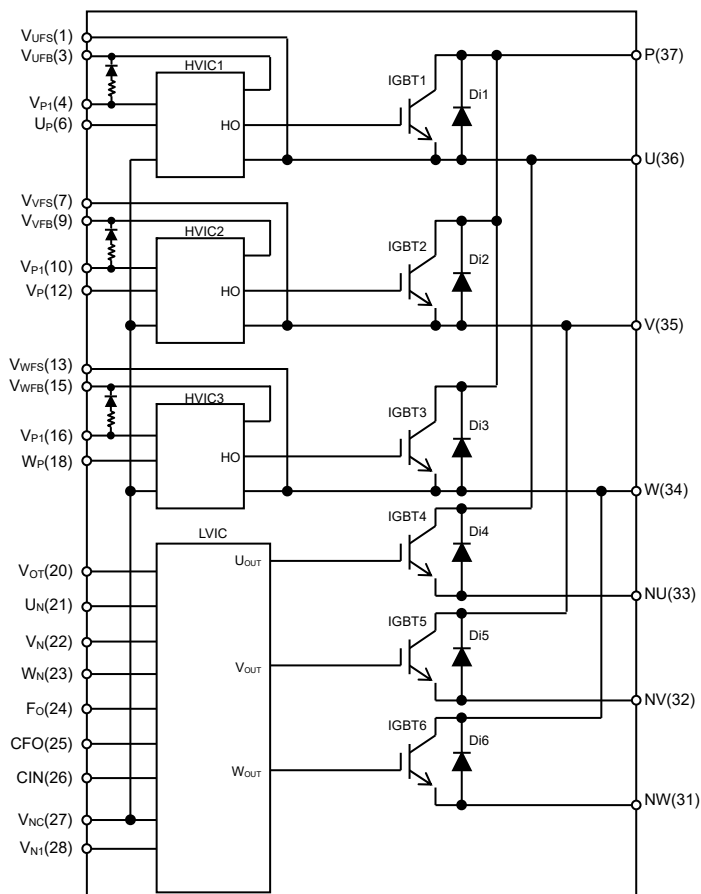 VUFS(1)
VUFB(3)
HVIC1
IGBT1
P(37)
VP1(4)
Di1
UP(6)
HO
U(36)
VVFS(7)
VVFB(9)
HVIC2
IGBT2
VP1(10)
Di2
VP(12)
HO
V(35)
VWFS(13)
VWFB(15)
HVIC3
IGBT3
VP1(16)
Di3
WP(18)
HO
W(34)
LVIC
IGBT4
Di4
UOUT
VOT(20)
NU(33)
UN(21)
IGBT5
Di5
VN(22)
VOUT
WN(23)
NV(32)
FO(24)
IGBT6
Di6
CFO(25)
WOUT
CIN(26)
NW(31)
VNC(27)
VN1(28)